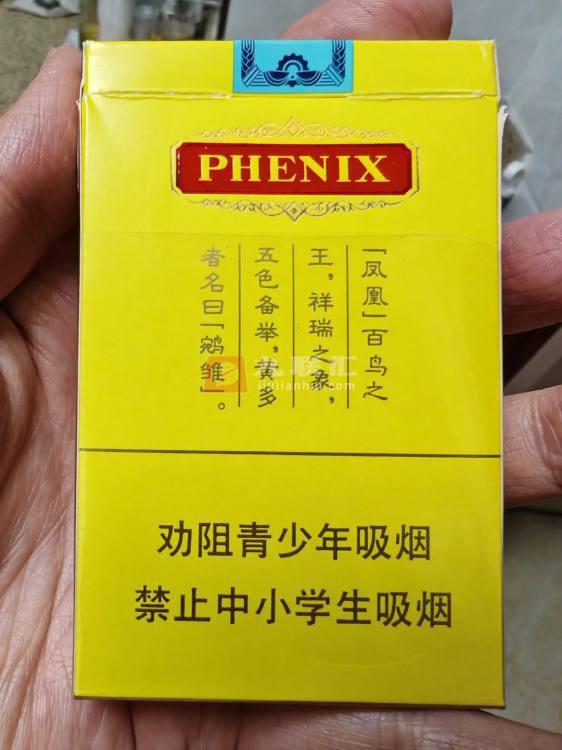 PHENIX
「凤凰」百鸟之
王，祥瑞之象，
五色备举，黄多
者名曰「鹓雏」。
劝阻青少年吸烟
禁止中小学生吸烟